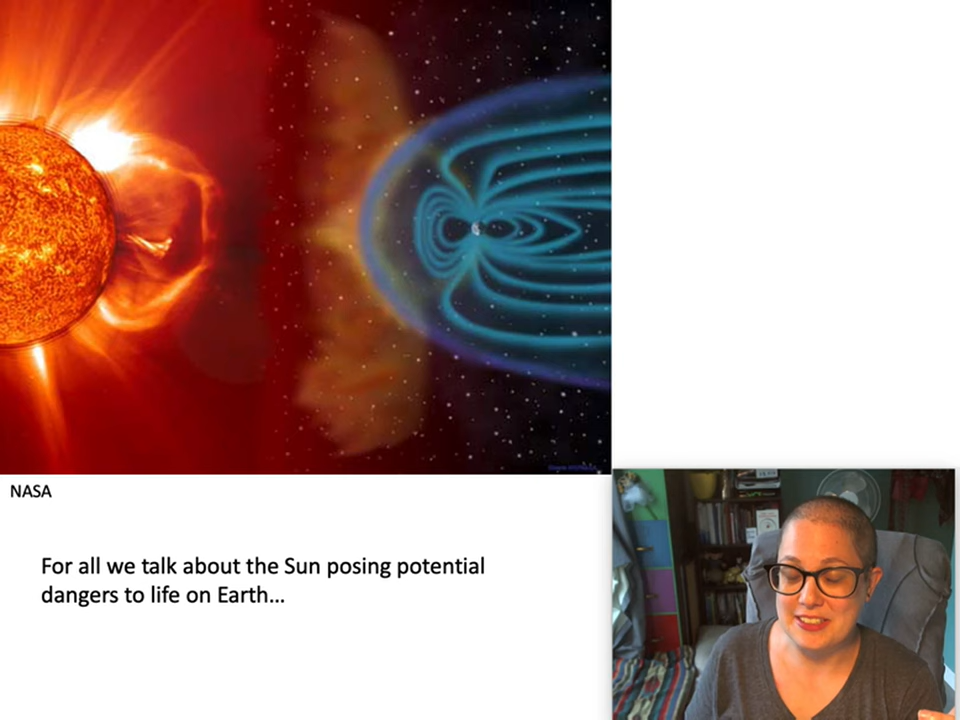 NASA
For all we talk about the Sun posing potential
dangers to life on Earth...